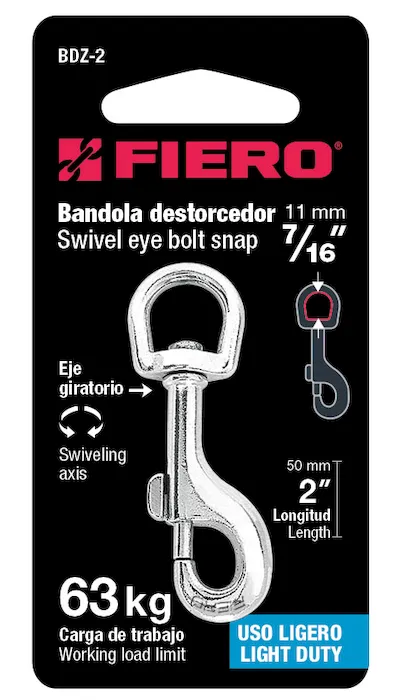 BDZ-2
FIERO®
Bandola destorcedor 11 mm
Swivel eye bolt snap 7/16"
Eje
giratorio
Swiveling
axis
50 mm
2"
Longitud
Length
63 kg
Carga de trabajo
Working load limit
USO LIGERO
LIGHT DUTY